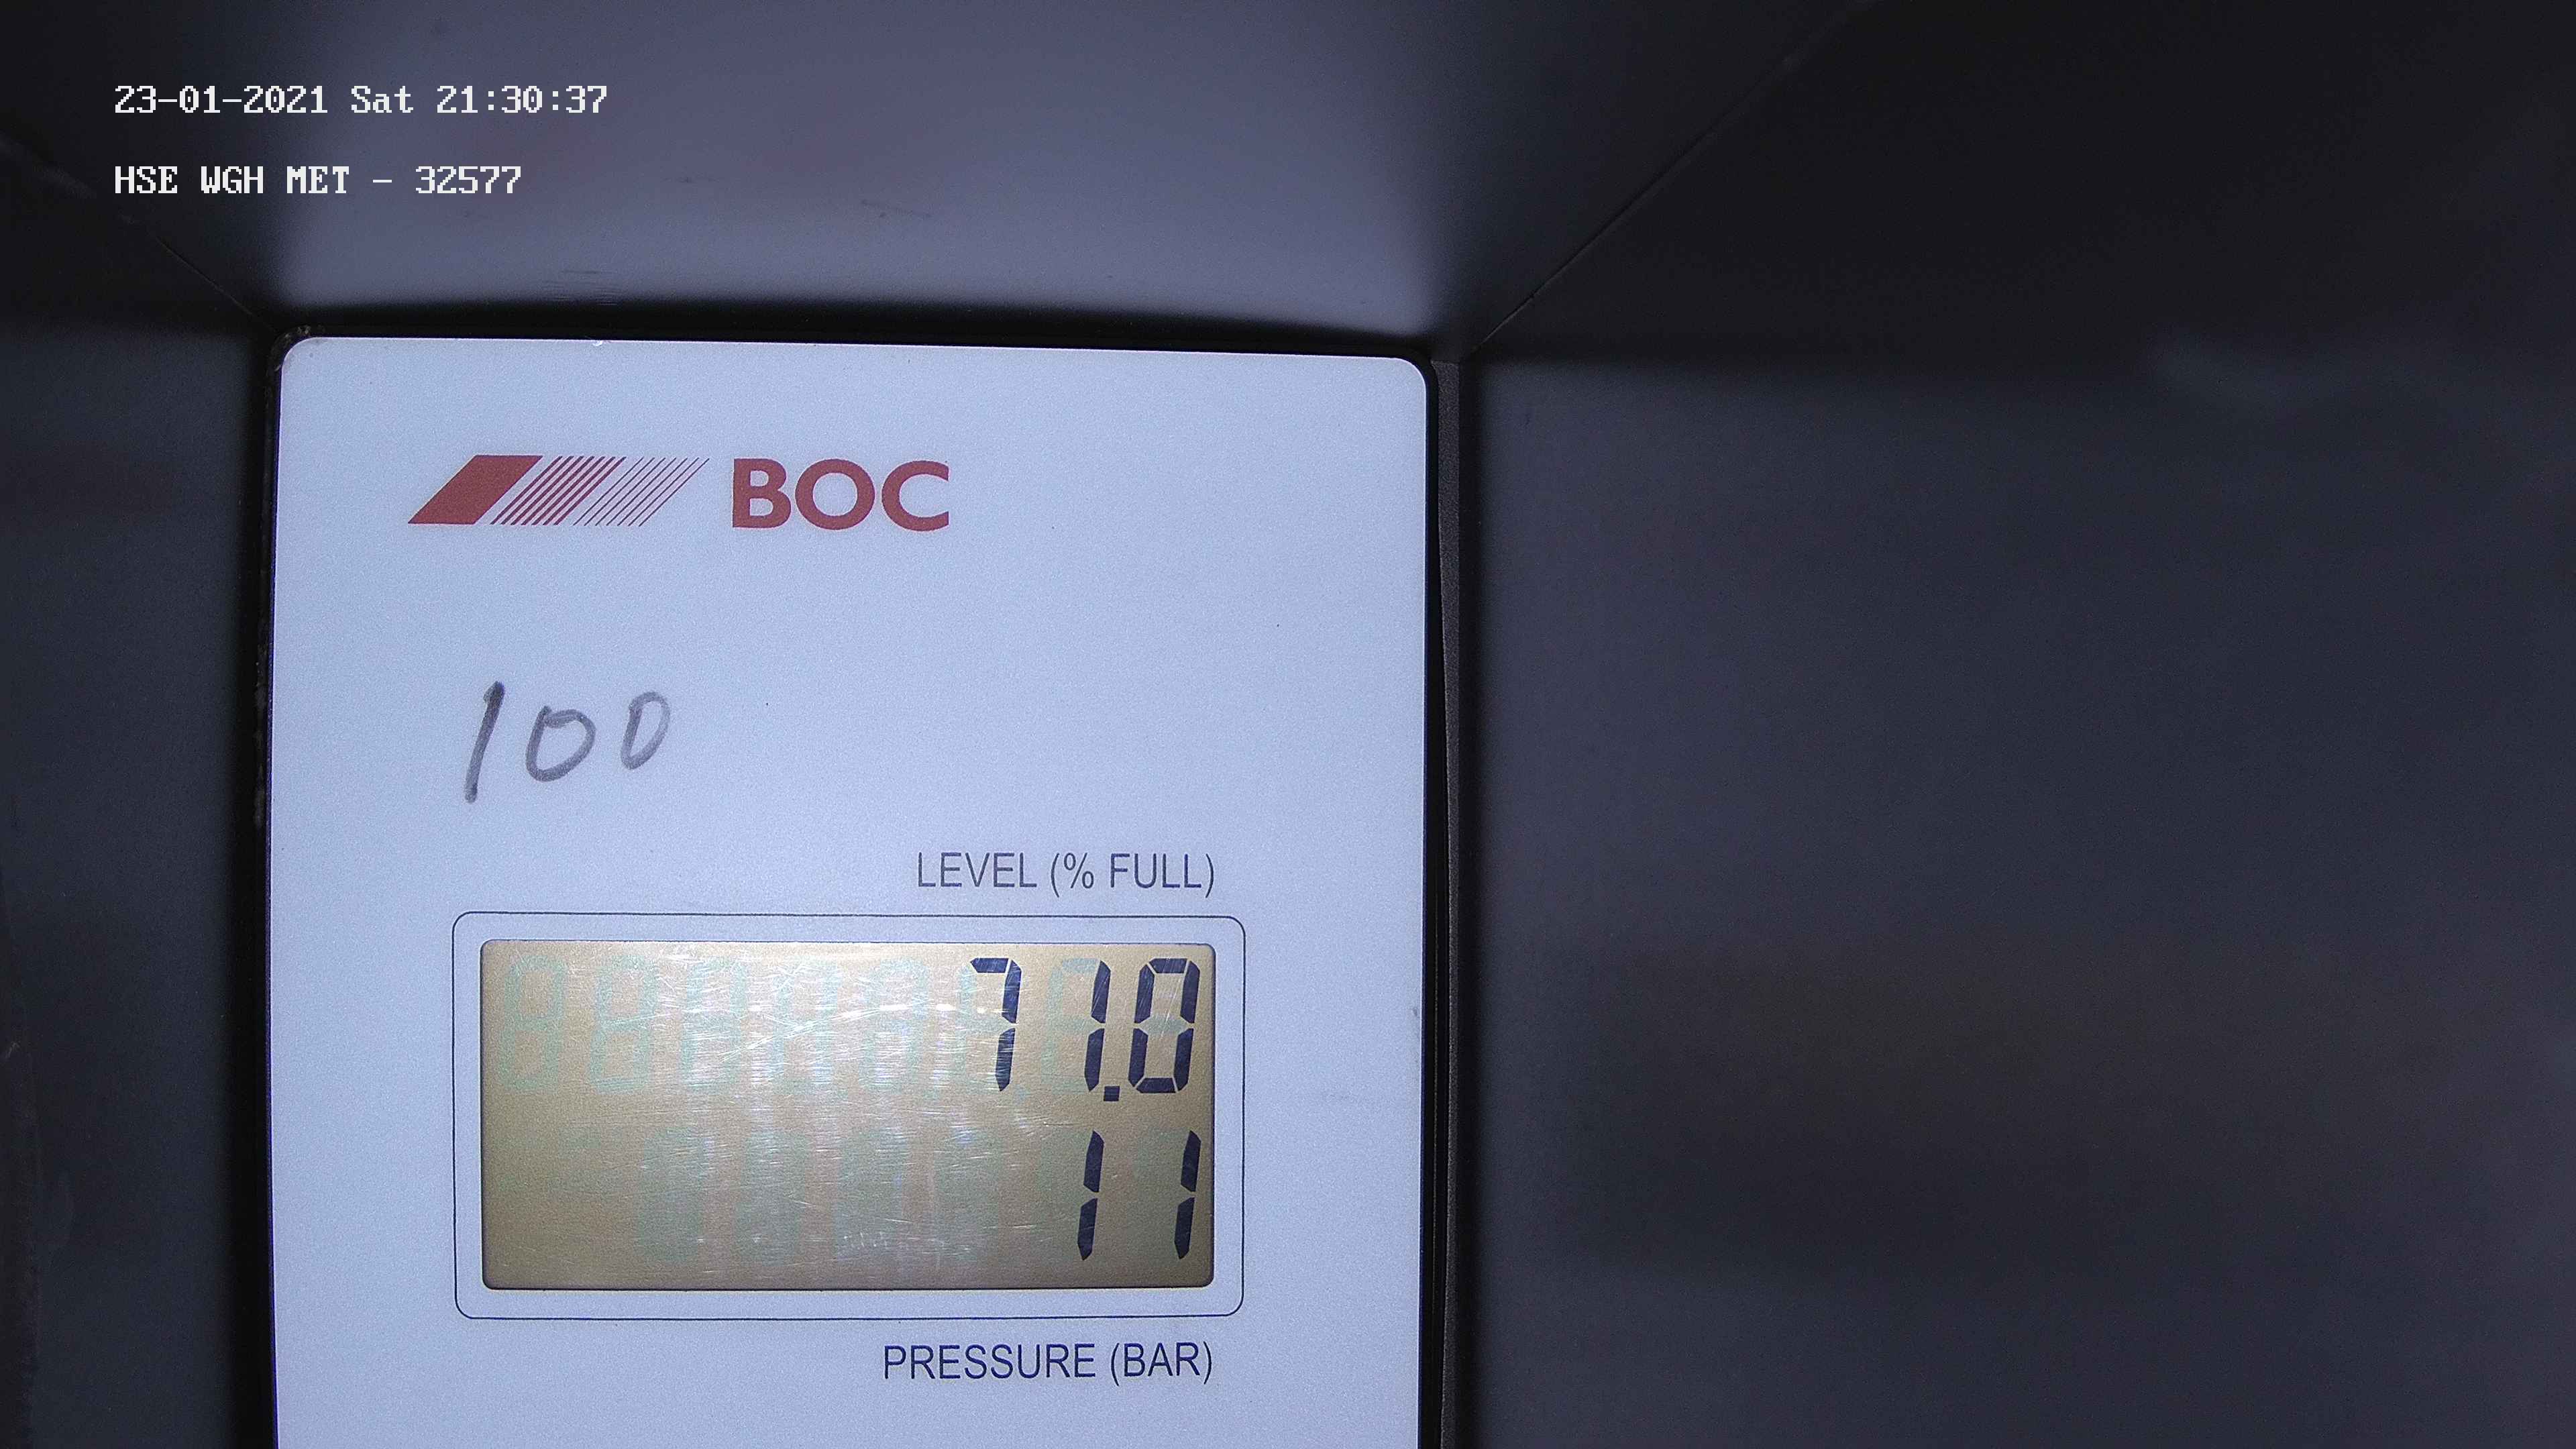 23-01-2021 Sat 21:30:37
HSE WGH MET - 32577
BOC
100
LEVEL (% FULL)
71.0
11
PRESSURE (BAR)